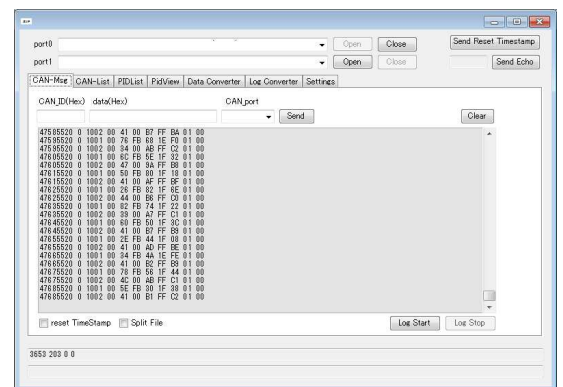 port0 Open Close Send Reset Timestamp
port1 Open Close Send Echo
CAN-Msg CAN-List PIDList PidView Data Converter Log Converter Settings
CAN_ID(Hex) data(Hex) CAN_port
Send Clear
47585520 0 1002 00 41 00 B7 FF BA 01 00
47595520 0 1001 00 76 FB 68 1E F0 01 00
47595520 0 1002 00 34 00 AB FF C2 01 00
47605520 0 1001 00 6C FB 5E 1F 32 01 00
47605520 0 1002 00 47 00 9A FF B8 01 00
47615520 0 1001 00 50 FB 80 1F 18 01 00
47615520 0 1002 00 41 00 AF FF BF 01 00
47625520 0 1001 00 26 FB 82 1F 6E 01 00
47625520 0 1002 00 44 00 B6 FF C0 01 00
47635520 0 1001 00 82 FB 74 1F 22 01 00
47635520 0 1002 00 39 00 A7 FF C1 01 00
47645520 0 1001 00 60 FB 50 1F 3C 01 00
47645520 0 1002 00 41 00 B7 FF B9 01 00
47655520 0 1001 00 2E FB 44 1F 08 01 00
47655520 0 1002 00 41 00 AD FF BE 01 00
47665520 0 1001 00 34 FB 4A 1E FE 01 00
47665520 0 1002 00 41 00 B2 FF B9 01 00
47675520 0 1001 00 78 FB 56 1F 44 01 00
47675520 0 1002 00 4C 00 AB FF C1 01 00
47685520 0 1001 00 5E FB 30 1F 38 01 00
47685520 0 1002 00 41 00 B1 FF C2 01 00
reset TimeStamp Split File Log Start Log Stop
3653 203 0 0